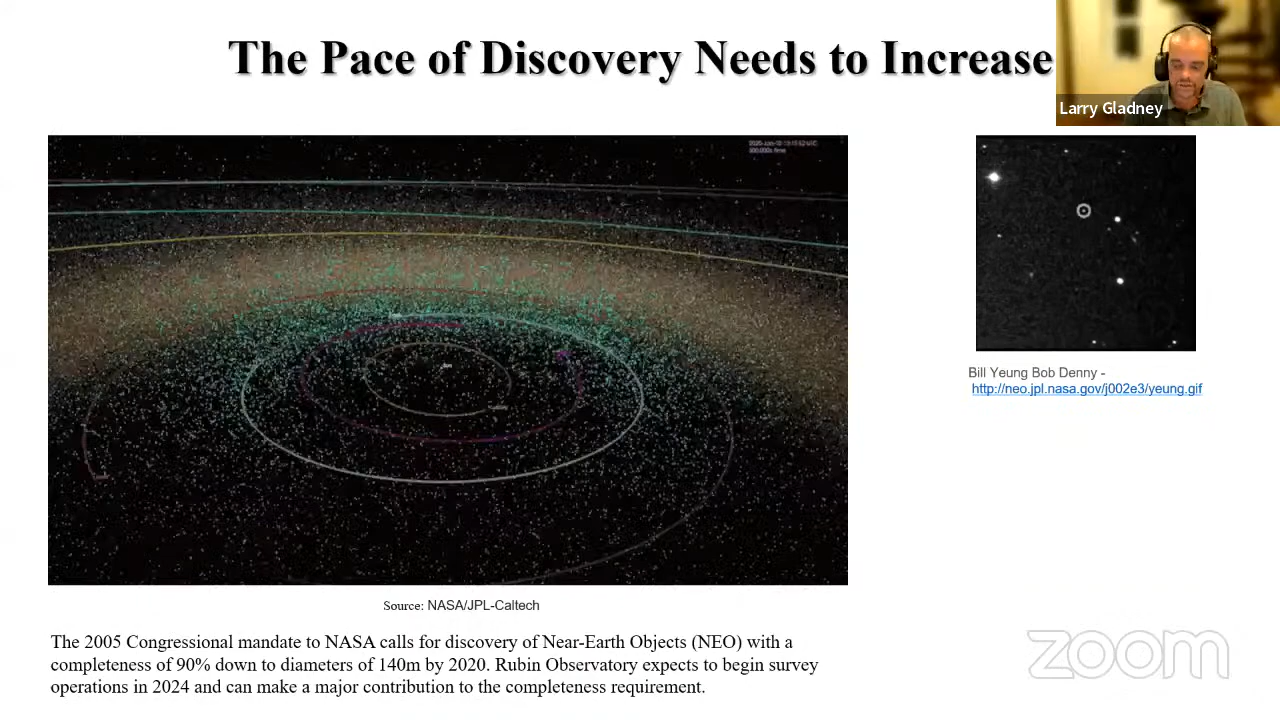 The Pace of Discovery Needs to Increase
Larry Gladney
Bill Yeung Bob Denny -
http://neo.jpl.nasa.gov/j002e3/yeung.gif
Source: NASA/JPL-Caltech
The 2005 Congressional mandate to NASA calls for discovery of Near-Earth Objects (NEO) with a
completeness of 90% down to diameters of 140m by 2020. Rubin Observatory expects to begin survey
operations in 2024 and can make a major contribution to the completeness requirement.
zoom